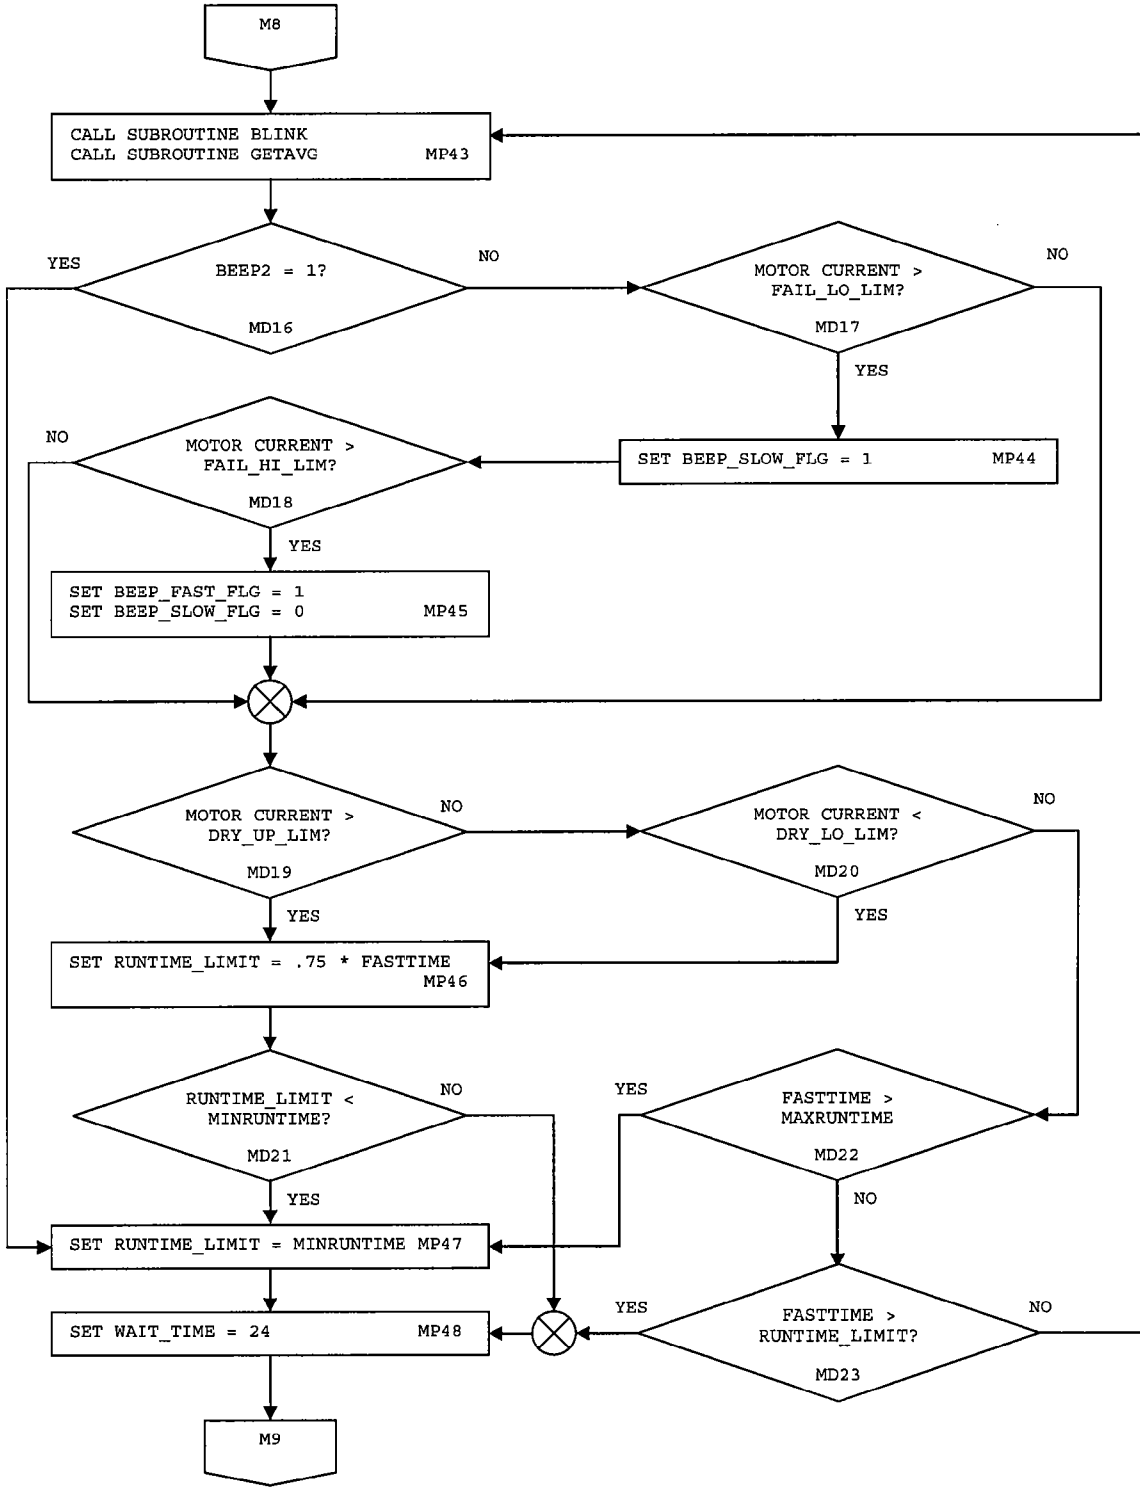 M8
CALL SUBROUTINE BLINK
CALL SUBROUTINE GETAVG MP43
YES
BEEP2 = 1?
MD16
NO
MOTOR CURRENT >
FAIL_LO_LIM?
MD17
NO
YES
NO
MOTOR CURRENT >
FAIL_HI_LIM?
MD18
SET BEEP_SLOW_FLG = 1 MP44
YES
SET BEEP_FAST_FLG = 1
SET BEEP_SLOW_FLG = 0 MP45
MOTOR CURRENT >
DRY_UP_LIM?
MD19
NO
MOTOR CURRENT <
DRY_LO_LIM?
MD20
NO
YES
YES
SET RUNTIME_LIMIT = .75 * FASTTIME
MP46
RUNTIME_LIMIT <
MINRUNTIME?
MD21
NO
YES
FASTTIME >
MAXRUNTIME
MD22
YES
NO
SET RUNTIME_LIMIT = MINRUNTIME MP47
SET WAIT_TIME = 24 MP48
YES
FASTTIME >
RUNTIME_LIMIT?
MD23
NO
M9